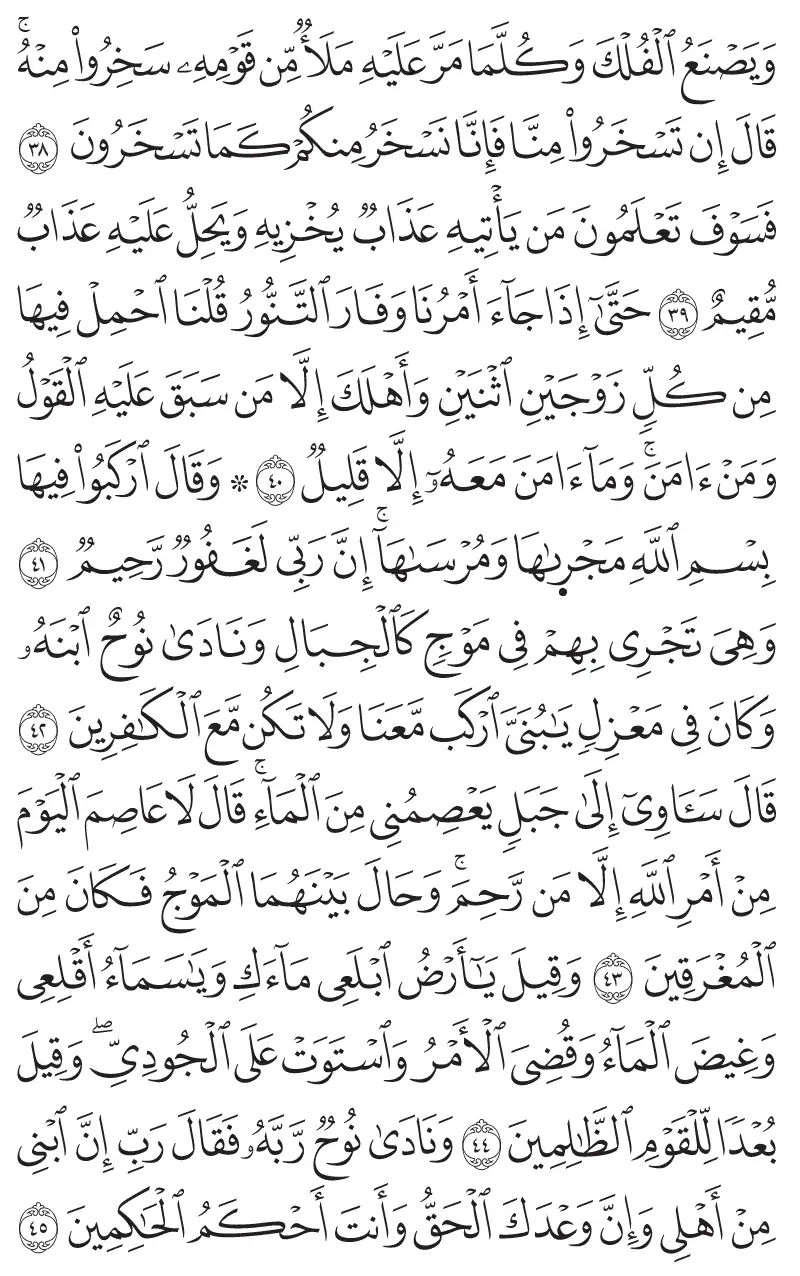 وَيَصۡنَعُ ٱلۡفُلۡكَ وَكُلَّمَا مَرَّ عَلَيۡهِ مَلَأٞ مِّن قَوۡمِهِۦ سَخِرُواْ مِنۡهُۚ
قَالَ إِن تَسۡخَرُواْ مِنَّا فَإِنَّا نَسۡخَرُ مِنكُمۡ كَمَا تَسۡخَرُونَ ٣٨
فَسَوۡفَ تَعۡلَمُونَ مَن يَأۡتِيهِ عَذَابٞ يُخۡزِيهِ وَيَحِلُّ عَلَيۡهِ عَذَابٞ
مُّقِيمٌ ٣٩ حَتَّىٰٓ إِذَا جَآءَ أَمۡرُنَا وَفَارَ ٱلتَّنُّورُ قُلۡنَا ٱحۡمِلۡ فِيهَا
مِن كُلّٖ زَوۡجَيۡنِ ٱثۡنَيۡنِ وَأَهۡلَكَ إِلَّا مَن سَبَقَ عَلَيۡهِ ٱلۡقَوۡلُ
وَمَنۡ ءَامَنَۚ وَمَآ ءَامَنَ مَعَهُۥٓ إِلَّا قَلِيلٞ ٤٠ ۞ وَقَالَ ٱرۡكَبُواْ فِيهَا
بِسۡمِ ٱللَّهِ مَجۡر۪ىٰهَا وَمُرۡسَىٰهَآۚ إِنَّ رَبِّي لَغَفُورٞ رَّحِيمٞ ٤١
وَهِيَ تَجۡرِي بِهِمۡ فِي مَوۡجٖ كَٱلۡجِبَالِ وَنَادَىٰ نُوحٌ ٱبۡنَهُۥ
وَكَانَ فِي مَعۡزِلٖ يَٰبُنَيَّ ٱرۡكَب مَّعَنَا وَلَا تَكُن مَّعَ ٱلۡكَٰفِرِينَ ٤٢
قَالَ سَـَٔاوِيٓ إِلَىٰ جَبَلٖ يَعۡصِمُنِي مِنَ ٱلۡمَآءِۚ قَالَ لَا عَاصِمَ ٱلۡيَوۡمَ
مِنۡ أَمۡرِ ٱللَّهِ إِلَّا مَن رَّحِمَۚ وَحَالَ بَيۡنَهُمَا ٱلۡمَوۡجُ فَكَانَ مِنَ
ٱلۡمُغۡرَقِينَ ٤٣ وَقِيلَ يَٰٓأَرۡضُ ٱبۡلَعِي مَآءَكِ وَيَٰسَمَآءُ أَقۡلِعِي
وَغِيضَ ٱلۡمَآءُ وَقُضِيَ ٱلۡأَمۡرُ وَٱسۡتَوَتۡ عَلَى ٱلۡجُودِيِّۖ وَقِيلَ
بُعۡدٗا لِّلۡقَوۡمِ ٱلظَّٰلِمِينَ ٤٤ وَنَادَىٰ نُوحٞ رَّبَّهُۥ فَقَالَ رَبِّ إِنَّ ٱبۡنِي
مِنۡ أَهۡلِي وَإِنَّ وَعۡدَكَ ٱلۡحَقُّ وَأَنتَ أَحۡكَمُ ٱلۡحَٰكِمِينَ ٤٥